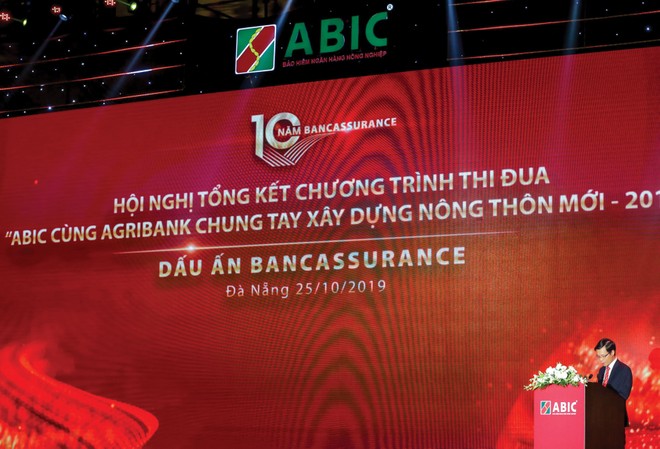 ABIC®
BẢO HIỂM NGÂN HÀNG NÔNG NGHIỆP
10 NĂM BANCASSURANCE
HỘI NGHỊ TỔNG KẾT CHƯƠNG TRÌNH THI ĐUA
"ABIC CÙNG AGRIBANK CHUNG TAY XÂY DỰNG NÔNG THÔN MỚI - 201
DẤU ẤN BANCASSURANCE
Đà Nẵng 25/10/2019
ABIC